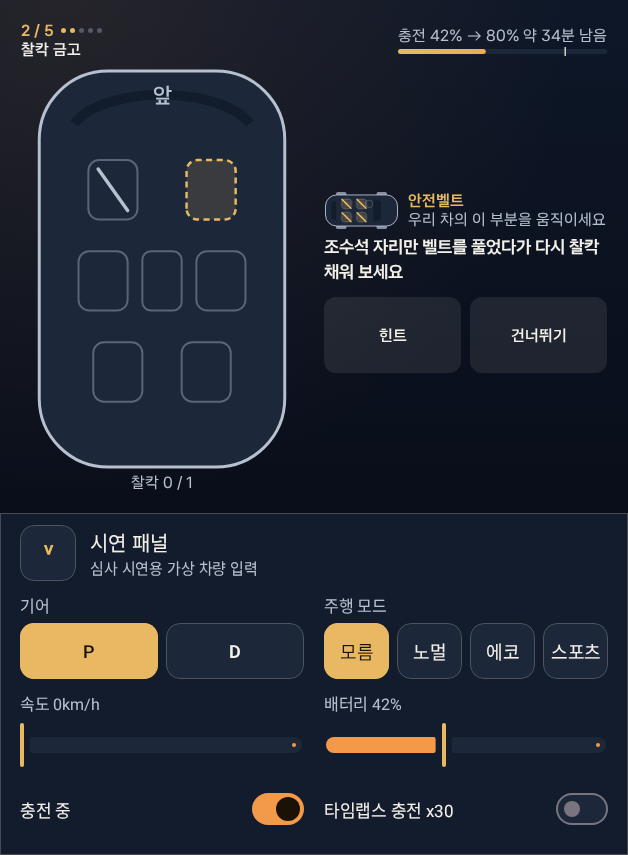 2 / 5
찰칵 금고
충전 42% → 80% 약 34분 남음
앞
안전벨트
우리 차의 이 부분을 움직이세요
조수석 자리만 벨트를 풀었다가 다시 찰칵
채워 보세요
힌트
건너뛰기
찰칵 0 / 1
v
시연 패널
심사 시연용 가상 차량 입력
기어
주행 모드
P
D
모름
노멀
에코
스포츠
속도 0km/h
배터리 42%
충전 중
타임랩스 충전 x30